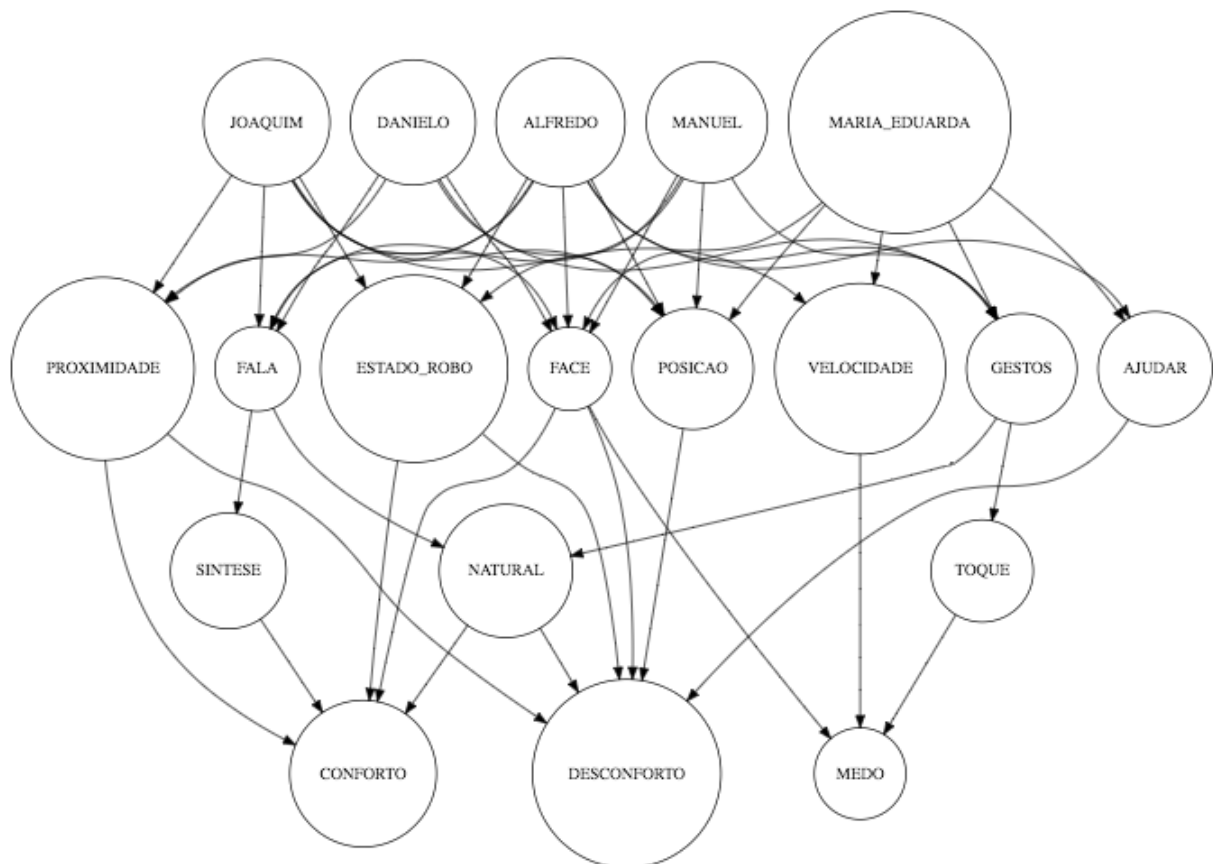 JOAQUIM
DANIELO
ALFREDO
MANUEL
MARIA_EDUARDA
PROXIMIDADE
FALA
ESTADO_ROBO
FACE
POSICAO
VELOCIDADE
GESTOS
AJUDAR
SINTESE
NATURAL
TOQUE
CONFORTO
DESCONFORTO
MEDO